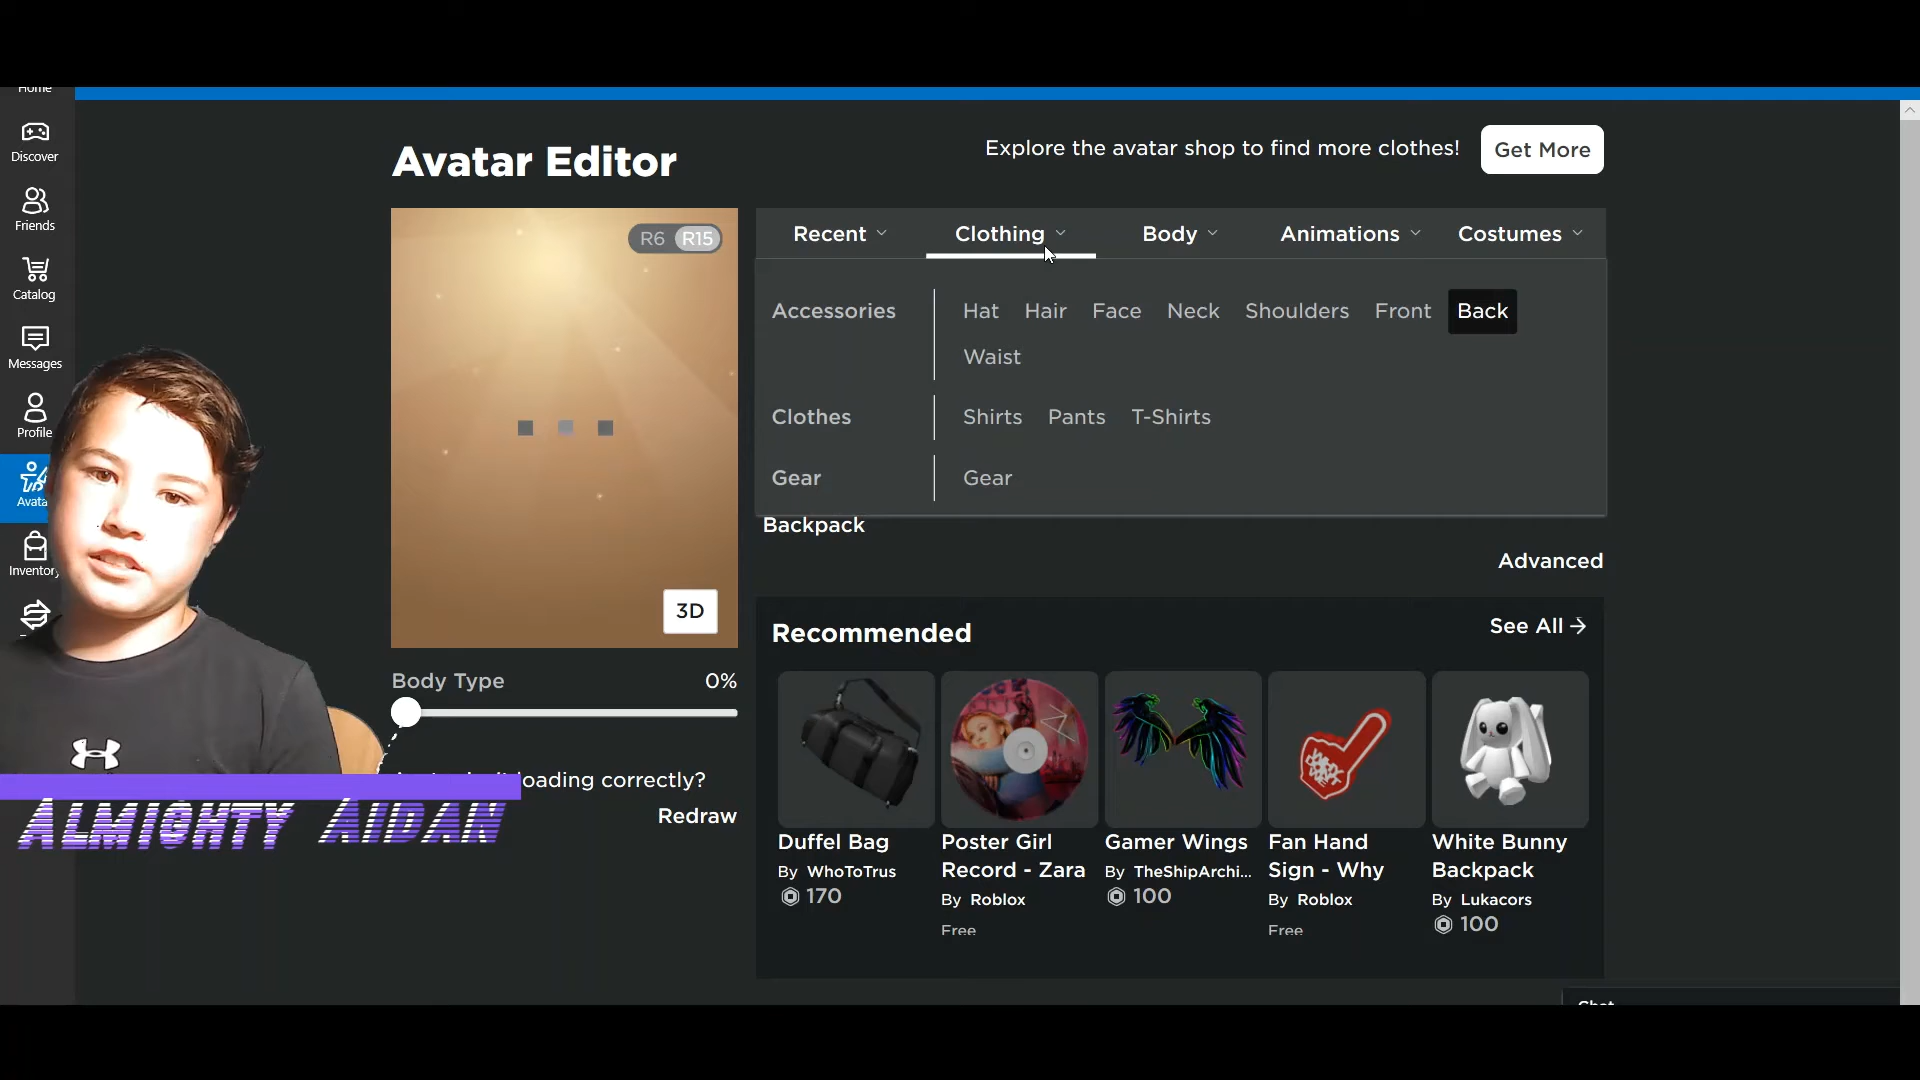 Home
Discover
Friends
Catalog
Messages
Profile
Avata
Inventory
Avatar Editor
Explore the avatar shop to find more clothes!
Get More
R6 R15
3D
Body Type 0%
loading correctly?
Redraw
ALMIGHTY AIDAN
Recent Clothing Body Animations Costumes
Accessories Hat Hair Face Neck Shoulders Front Back
Waist
Clothes Shirts Pants T-Shirts
Gear Gear
Backpack
Advanced
Recommended
See All
Duffel Bag
By WhoToTrus
170
Poster Girl
Record - Zara
By Roblox
Free
Gamer Wings
By TheShipArchi...
100
Fan Hand
Sign - Why
By Roblox
Free
White Bunny
Backpack
By Lukacors
100
Chat